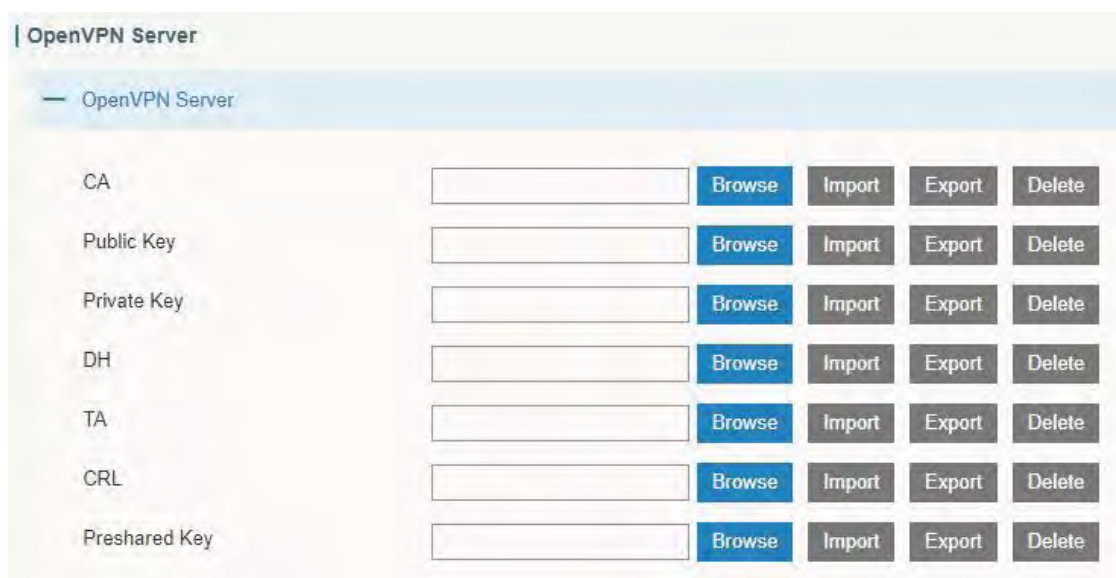 OpenVPN Server
OpenVPN Server
CA Browse Import Export Delete
Public Key Browse Import Export Delete
Private Key Browse Import Export Delete
DH Browse Import Export Delete
TA Browse Import Export Delete
CRL Browse Import Export Delete
Preshared Key Browse Import Export Delete